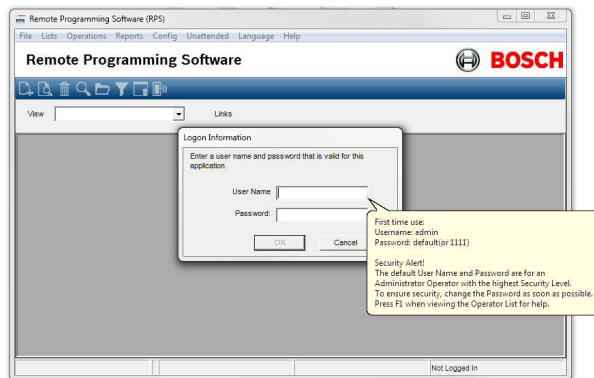 Remote Programming Software (RPS)
File Lists Operations Reports Config Unattended Language Help
Remote Programming Software
BOSCH
View
Links
Logon Information
Enter a user name and password that is valid for this
application.
User Name
Password:
OK Cancel
First time use:
Username: admin
Password: default(or 1111)
Security Alert!
The default User Name and Password are for an
Administrator Operator with the highest Security Level.
To ensure security, change the Password as soon as possible.
Press F1 when viewing the Operator List for help.
Not Logged In